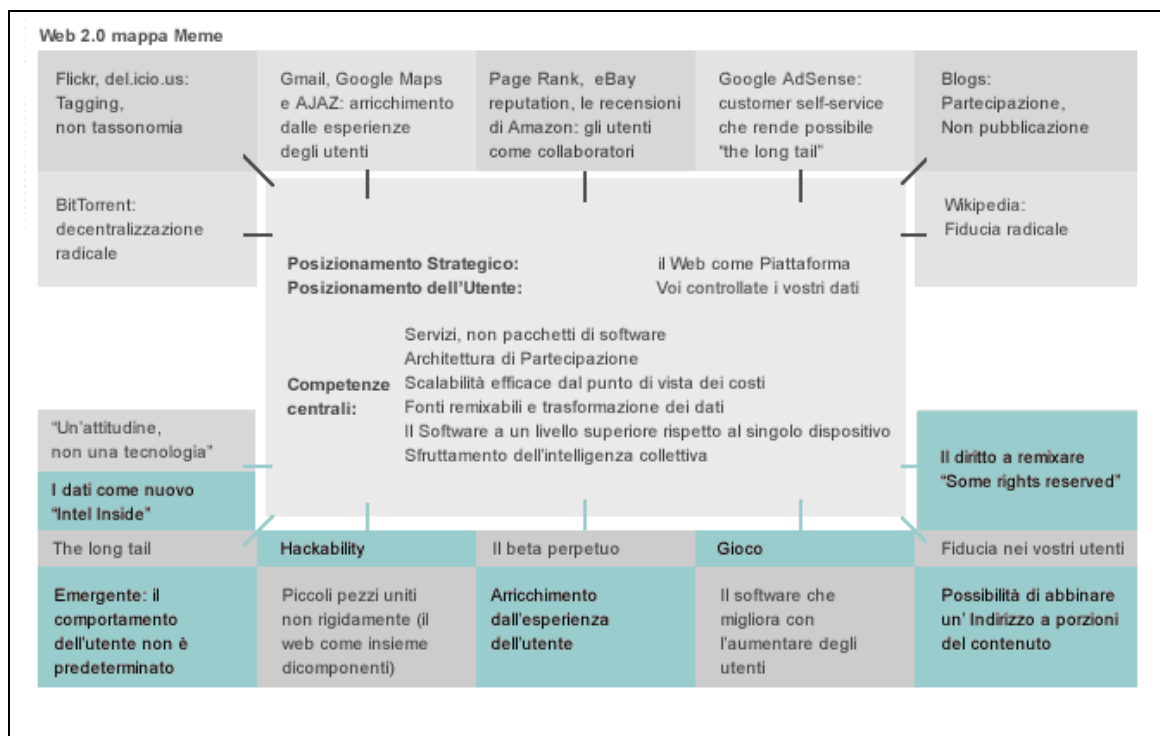 Web 2.0 mappa Meme
Flickr, del.icio.us:
Tagging,
non tassonomia
Gmail, Google Maps
e AJAZ: arricchimento
dalle esperienze
degli utenti
Page Rank, eBay
reputation, le recensioni
di Amazon: gli utenti
come collaboratori
Google AdSense:
customer self-service
che rende possibile
“the long tail”
Blogs:
Partecipazione,
Non pubblicazione
BitTorrent:
decentralizzazione
radicale
Wikipedia:
Fiducia radicale
Posizionamento Strategico: il Web come Piattaforma
Posizionamento dell'Utente: Voi controllate i vostri dati
Competenze
centrali:
Servizi, non pacchetti di software
Architettura di Partecipazione
Scalabilità efficace dal punto di vista dei costi
Fonti remixabili e trasformazione dei dati
Il Software a un livello superiore rispetto al singolo dispositivo
Sfruttamento dell'intelligenza collettiva
“Un'attitudine,
non una tecnologia”
I dati come nuovo
“Intel Inside”
Il diritto a remixare
“Some rights reserved”
The long tail
Hackability
Il beta perpetuo
Gioco
Fiducia nei vostri utenti
Emergente: il
comportamento
dell'utente non è
predeterminato
Piccoli pezzi uniti
non rigidamente (il
web come insieme
dicomponenti)
Arricchimento
dall'esperienza
dell'utente
Il software che
migliora con
l'aumentare degli
utenti
Possibilità di abbinare
un' Indirizzo a porzioni
del contenuto